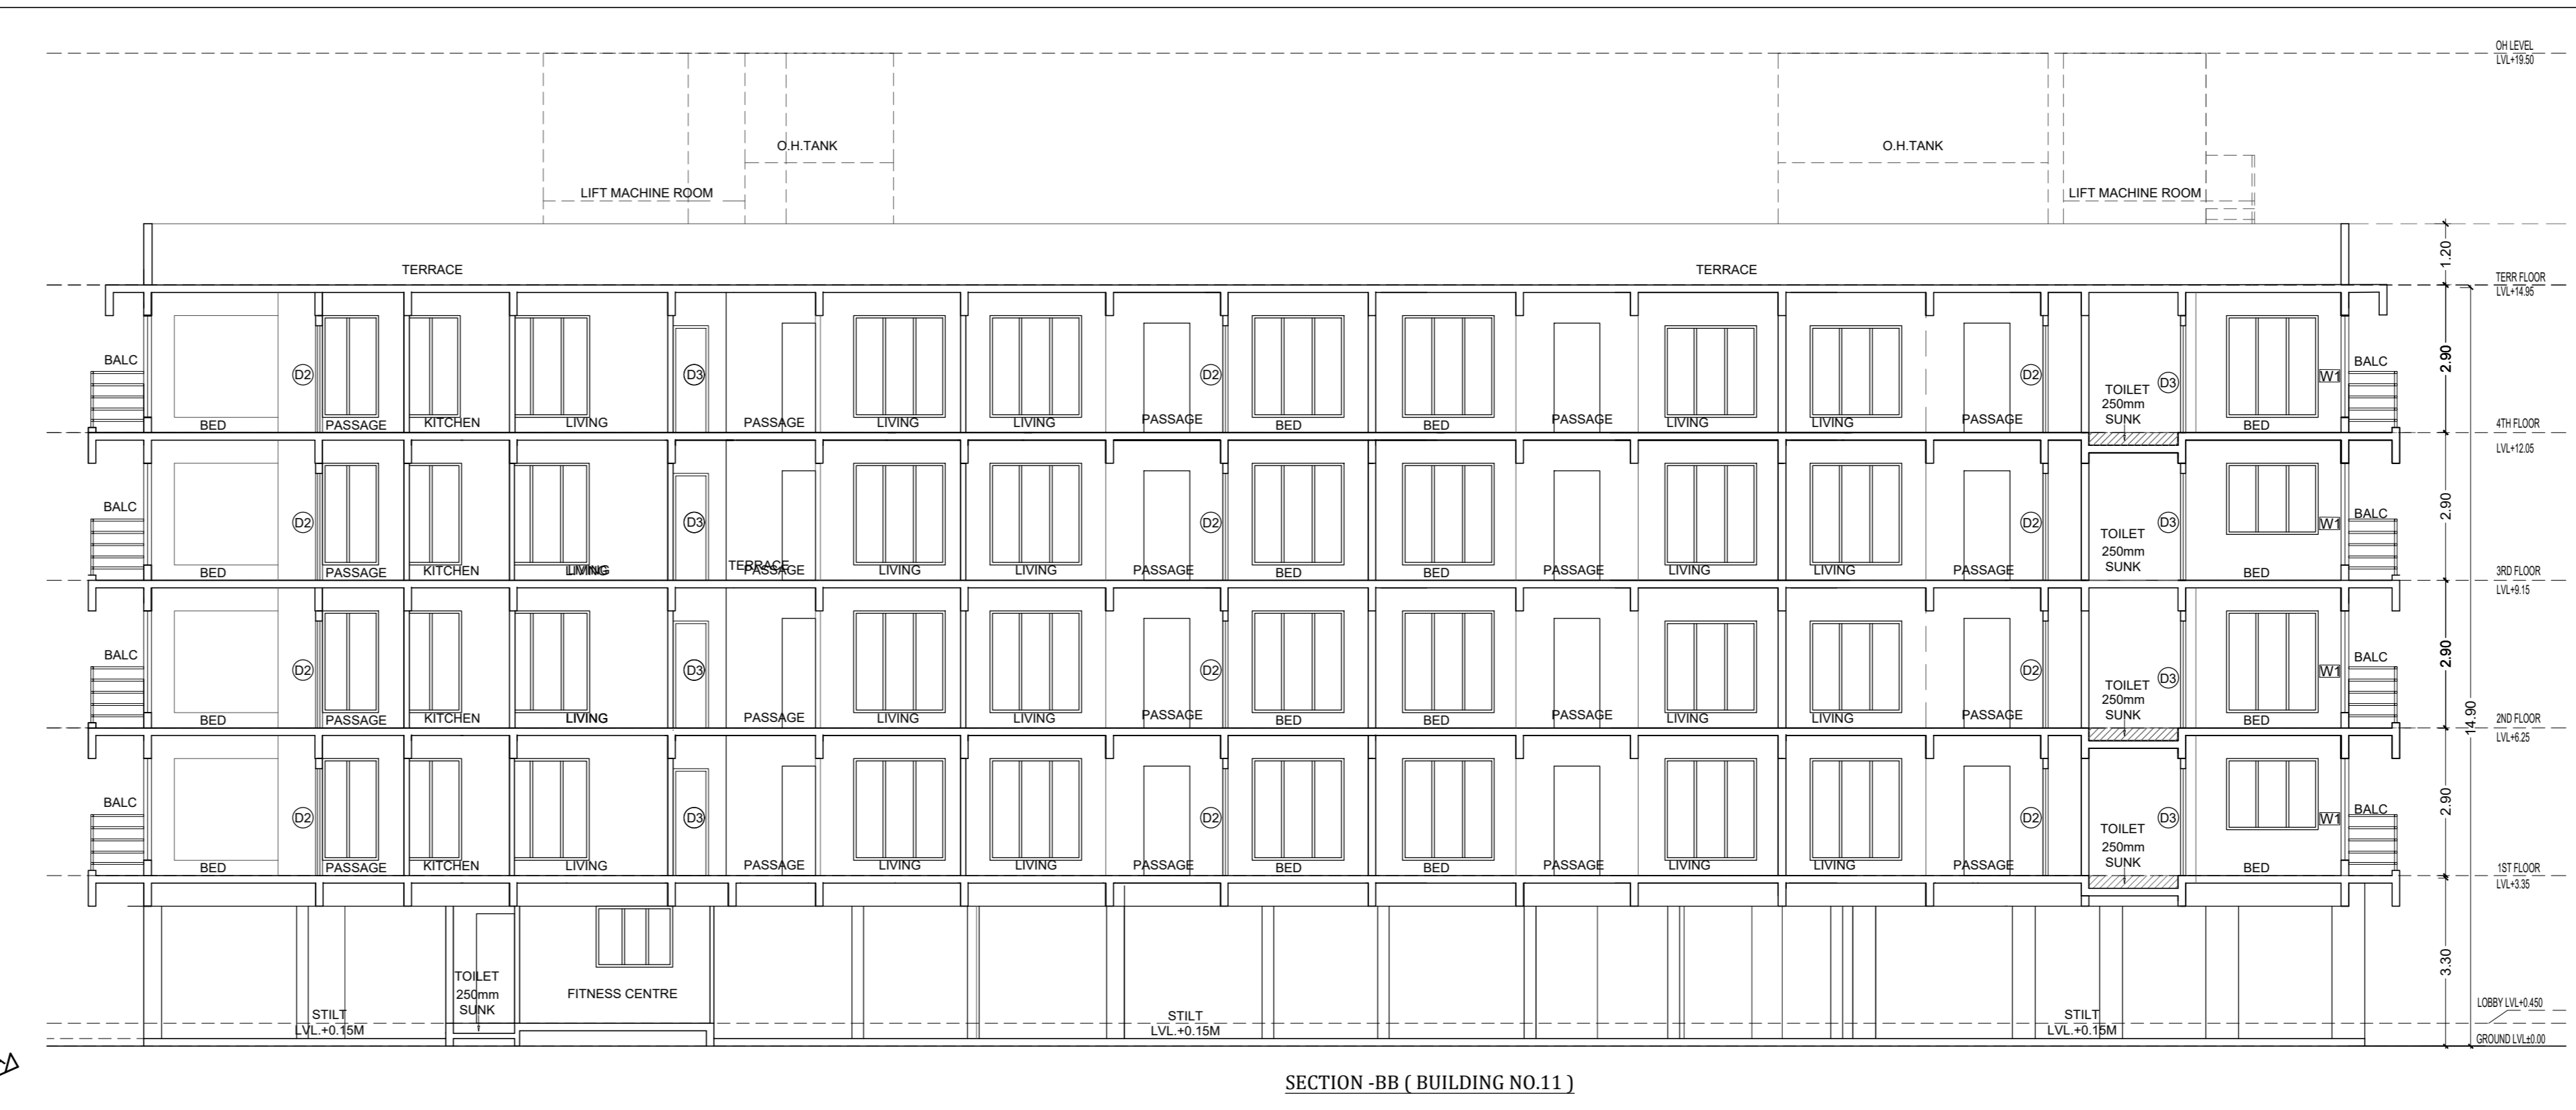 OH LEVEL
LVL+19.50
O.H.TANK
O.H.TANK
LIFT MACHINE ROOM
LIFT MACHINE ROOM
1.20
TERRACE
TERRACE
TERR FLOOR
LVL+14.95
BALC
D2
D3
D2
D2
TOILET
250mm
SUNK
D3
W1
BALC
2.90
BED
PASSAGE
KITCHEN
LIVING
PASSAGE
LIVING
LIVING
PASSAGE
BED
BED
PASSAGE
LIVING
LIVING
PASSAGE
BED
4TH FLOOR
LVL+12.05
BALC
D2
D3
D2
D2
TOILET
250mm
SUNK
D3
W1
BALC
2.90
BED
PASSAGE
KITCHEN
LIVING
TERRACE
PASSAGE
LIVING
LIVING
PASSAGE
BED
BED
PASSAGE
LIVING
LIVING
PASSAGE
BED
3RD FLOOR
LVL+9.15
BALC
D2
D3
D2
D2
TOILET
250mm
SUNK
D3
W1
BALC
2.90
BED
PASSAGE
KITCHEN
LIVING
PASSAGE
LIVING
LIVING
PASSAGE
BED
BED
PASSAGE
LIVING
LIVING
PASSAGE
BED
14.90
2ND FLOOR
LVL+6.25
BALC
D2
D3
D2
D2
TOILET
250mm
SUNK
D3
W1
BALC
2.90
BED
PASSAGE
KITCHEN
LIVING
PASSAGE
LIVING
LIVING
PASSAGE
BED
BED
PASSAGE
LIVING
LIVING
PASSAGE
BED
1ST FLOOR
LVL+3.35
3.30
TOILET
250mm
SUNK
FITNESS CENTRE
STILT
LVL.+0.15M
STILT
LVL.+0.15M
STILT
LVL.+0.15M
LOBBY LVL+0.450
GROUND LVL±0.00
SECTION -BB ( BUILDING NO.11 )